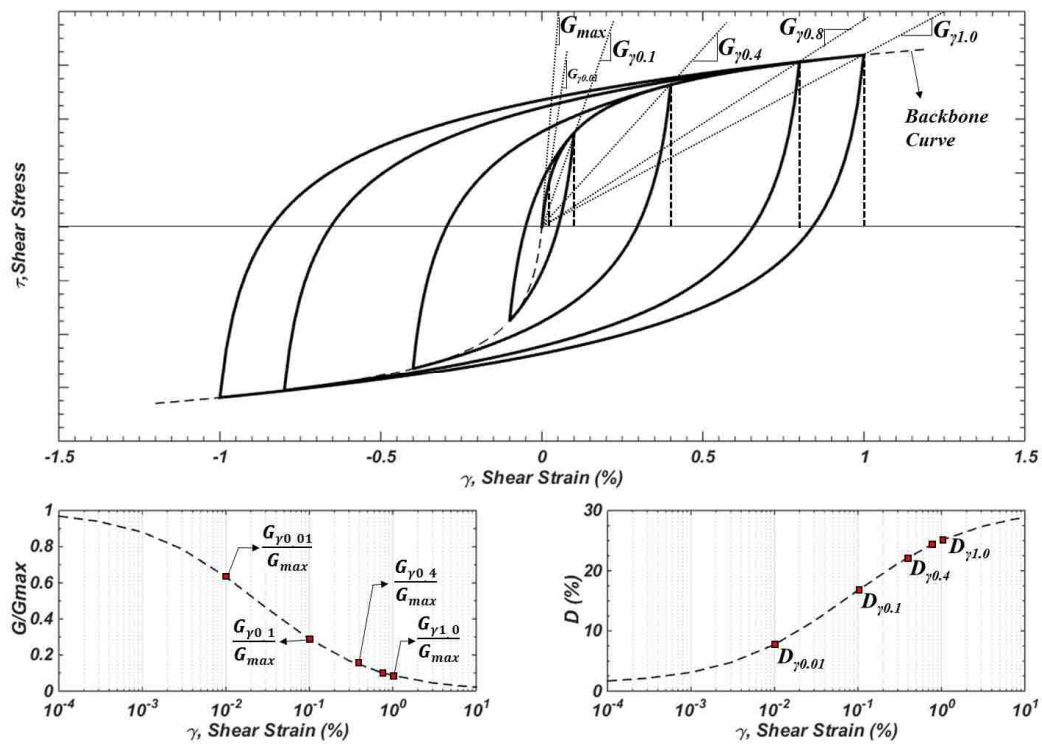 G_max
G_γ0.1
G_γ0.01
G_γ0.4
G_γ0.8
G_γ1.0
Backbone
Curve
τ,Shear Stress
-1.5 -1 -0.5 0 0.5 1 1.5
γ, Shear Strain (%)
1
0.8
0.6
0.4
0.2
0
G/Gmax
G_γ0 01
G_max
G_γ0 1
G_max
G_γ0 4
G_max
G_γ1 0
G_max
10^-4 10^-3 10^-2 10^-1 10^0 10^1
γ, Shear Strain (%)
30
20
10
0
D (%)
D_γ1.0
D_γ0.4
D_γ0.1
D_γ0.01
10^-4 10^-3 10^-2 10^-1 10^0 10^1
γ, Shear Strain (%)